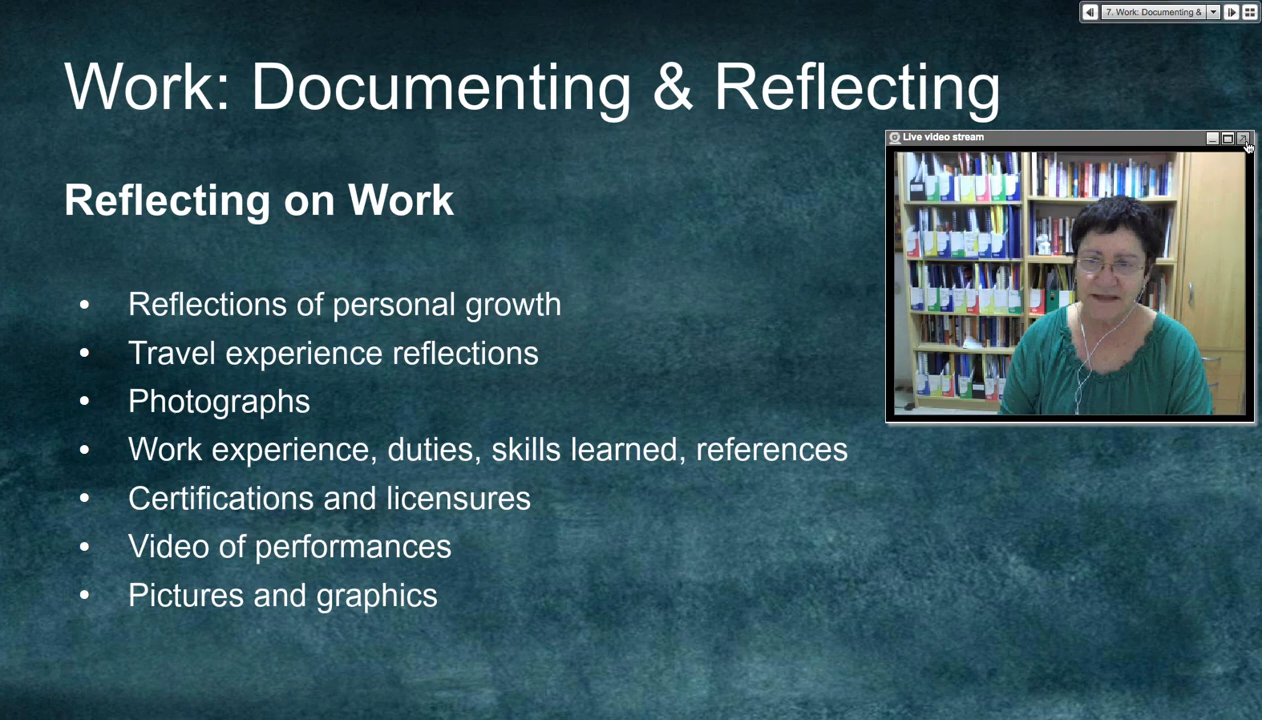 7. Work: Documenting &
Work: Documenting & Reflecting
Live video stream
Reflecting on Work
• Reflections of personal growth
• Travel experience reflections
• Photographs
• Work experience, duties, skills learned, references
• Certifications and licensures
• Video of performances
• Pictures and graphics